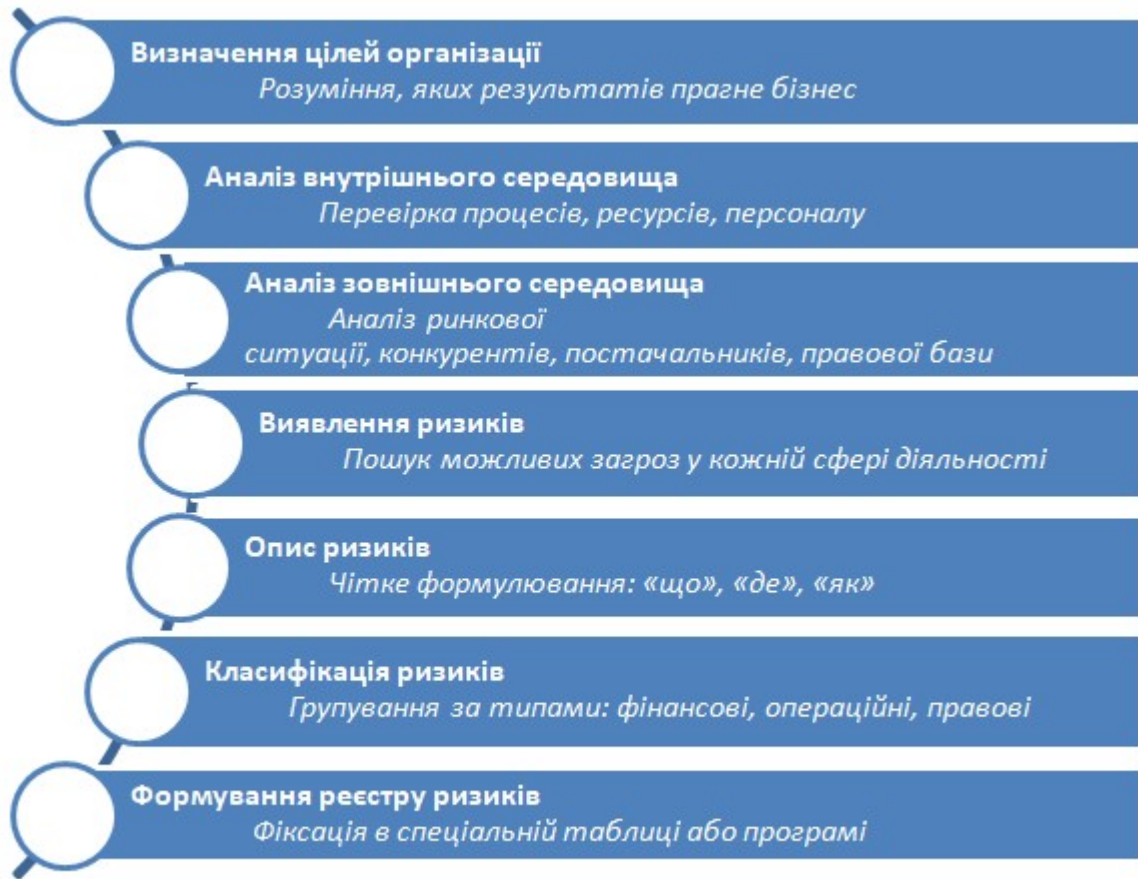 Визначення цілей організації
Розуміння, яких результатів прагне бізнес
Аналіз внутрішнього середовища
Перевірка процесів, ресурсів, персоналу
Аналіз зовнішнього середовища
Аналіз ринкової
ситуації, конкурентів, постачальників, правової бази
Виявлення ризиків
Пошук можливих загроз у кожній сфері діяльності
Опис ризиків
Чітке формулювання: «що», «де», «як»
Класифікація ризиків
Групування за типами: фінансові, операційні, правові
Формування реєстру ризиків
Фіксація в спеціальній таблиці або програмі